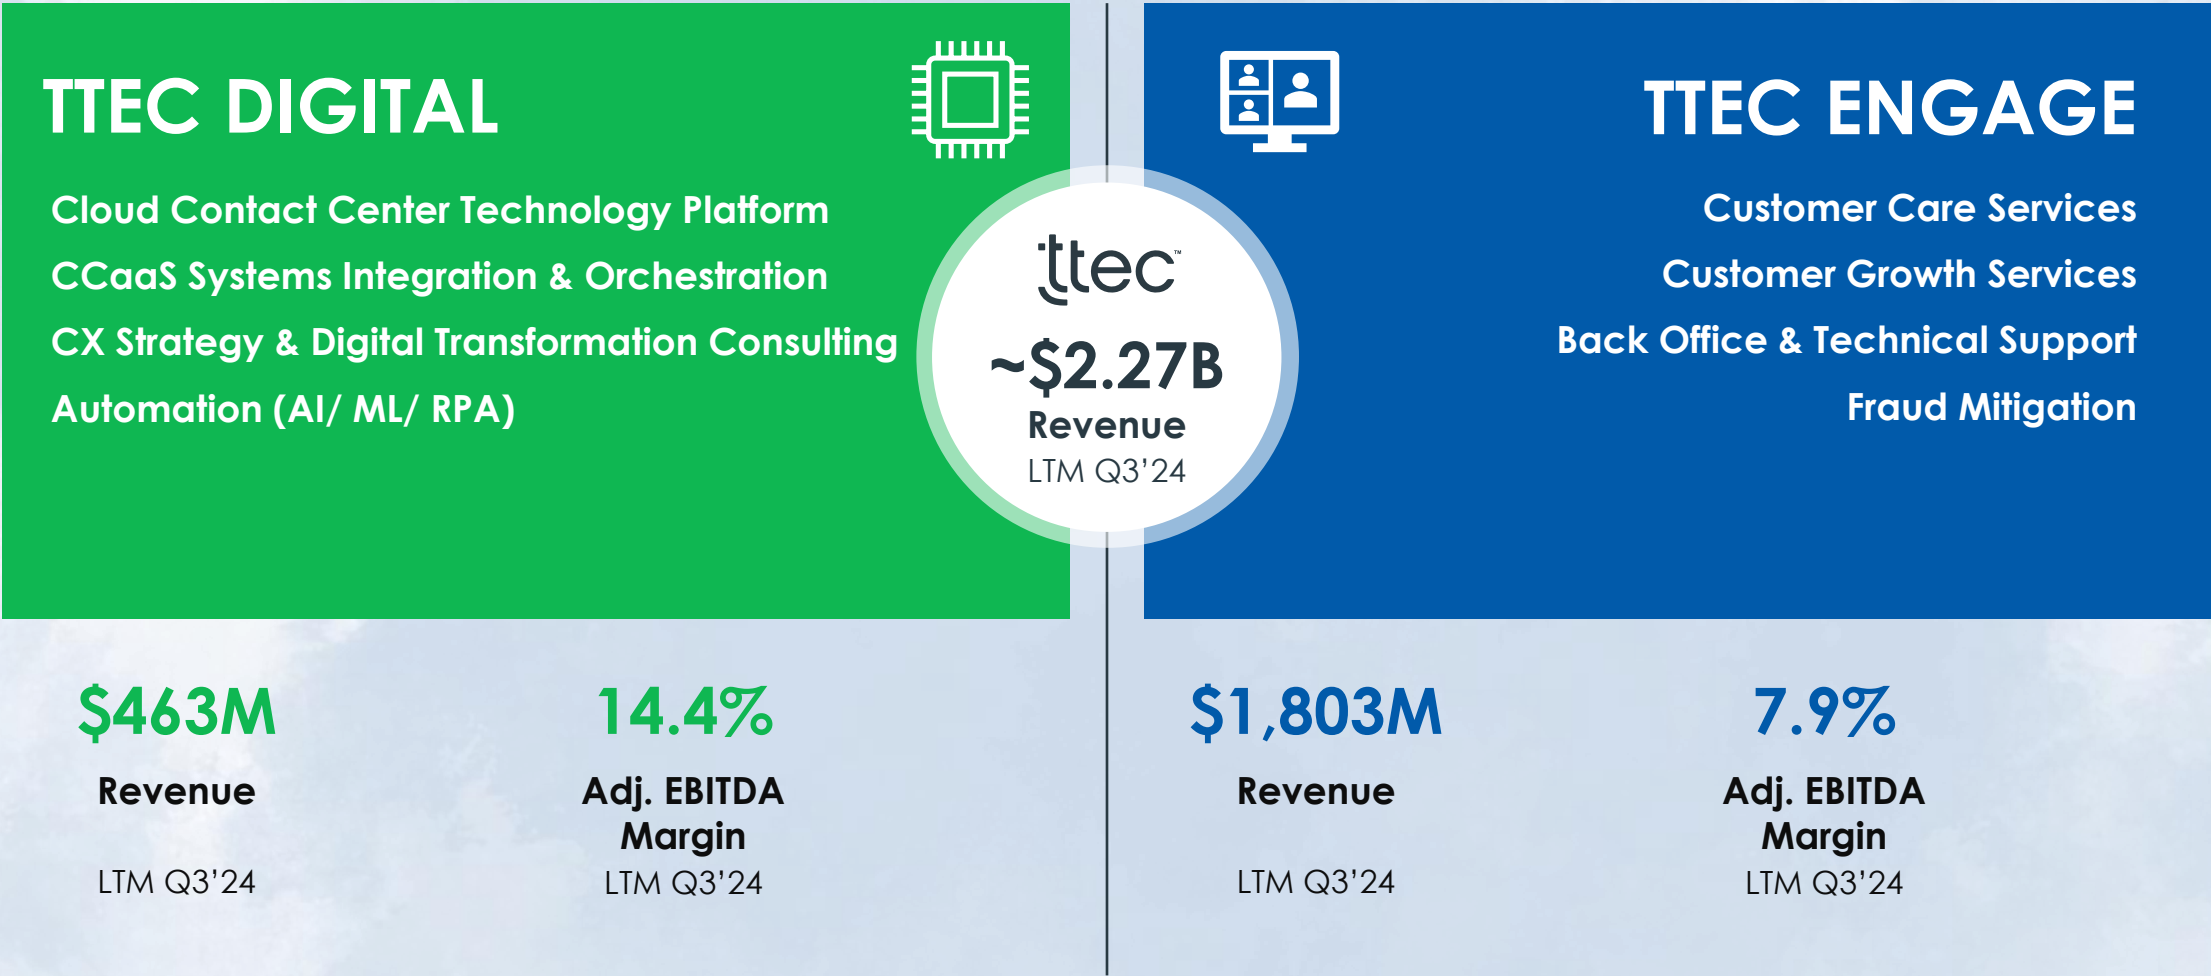 TTEC DIGITAL
Cloud Contact Center Technology Platform
CCaaS Systems Integration & Orchestration
CX Strategy & Digital Transformation Consulting
Automation (AI/ ML/ RPA)
ttec™
~$2.27B
Revenue
LTM Q3’24
TTEC ENGAGE
Customer Care Services
Customer Growth Services
Back Office & Technical Support
Fraud Mitigation
$463M
Revenue
LTM Q3’24
14.4%
Adj. EBITDA
Margin
LTM Q3’24
$1,803M
Revenue
LTM Q3’24
7.9%
Adj. EBITDA
Margin
LTM Q3’24